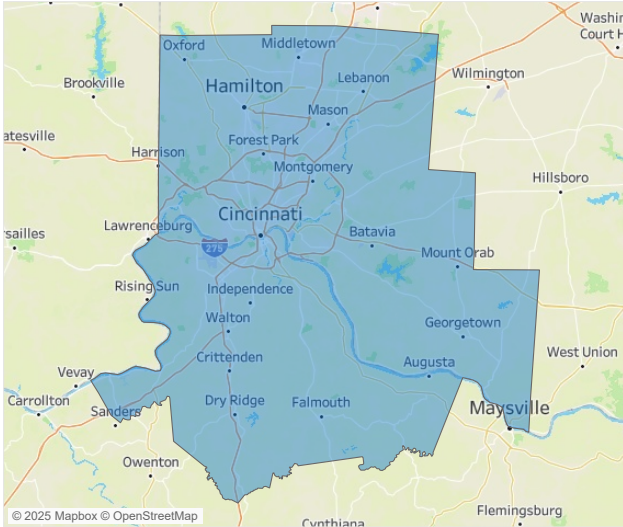 Washin
Court H
Oxford
Middletown
Brookville
Hamilton
Lebanon
Wilmington
Mason
atesville
Forest Park
Harrison
Montgomery
Hillsboro
Cincinnati
Lawrenceburg
rsailles
275
Batavia
Mount Orab
Rising Sun
Independence
Walton
Georgetown
West Union
Crittenden
Augusta
Vevay
Carrollton
Sanders
Dry Ridge
Falmouth
Maysville
Owenton
Flemingsburg
Cynthiana
© 2025 Mapbox © OpenStreetMap